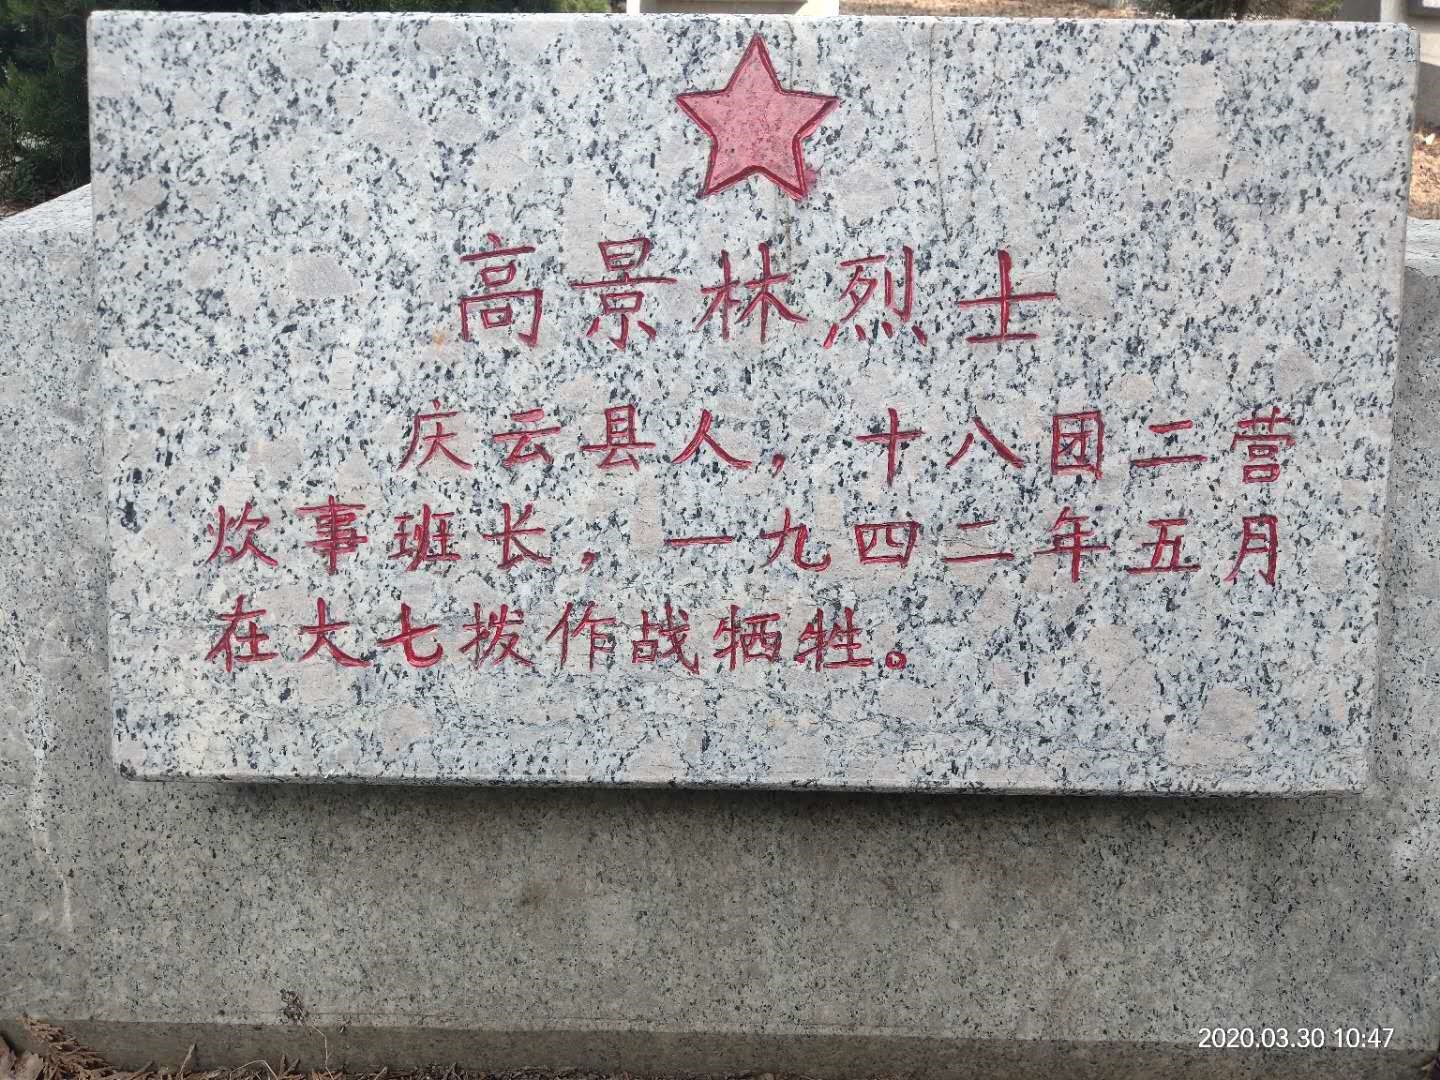 高景林烈士
庆云县人，十八团二营
炊事班长，一九四二年五月
在大七拨作战牺牲。
2020.03.30 10:47